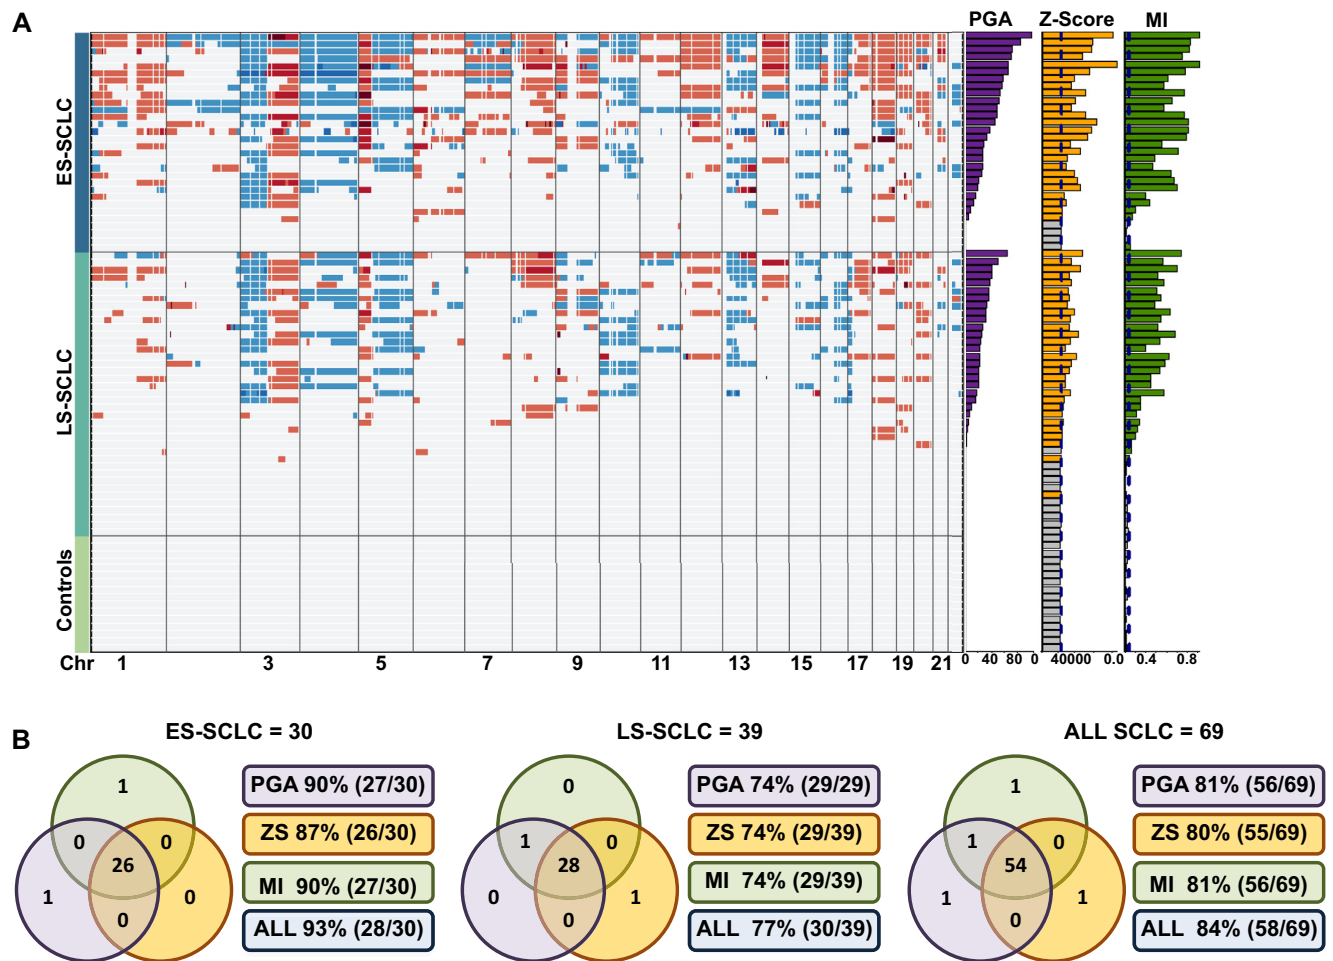 A
PGA Z-Score MI
ES-SCLC
LS-SCLC
Controls
Chr 1 3 5 7 9 11 13 15 17 19 21
0 40 80 0 40000 0.0 0.4 0.8
B
ES-SCLC = 30
1
0 0
26
1 0
0
PGA 90% (27/30)
ZS 87% (26/30)
MI 90% (27/30)
ALL 93% (28/30)
LS-SCLC = 39
0
1 0
28
0 1
0
PGA 74% (29/29)
ZS 74% (29/39)
MI 74% (29/39)
ALL 77% (30/39)
ALL SCLC = 69
1
1 0
54
1 1
0
PGA 81% (56/69)
ZS 80% (55/69)
MI 81% (56/69)
ALL 84% (58/69)